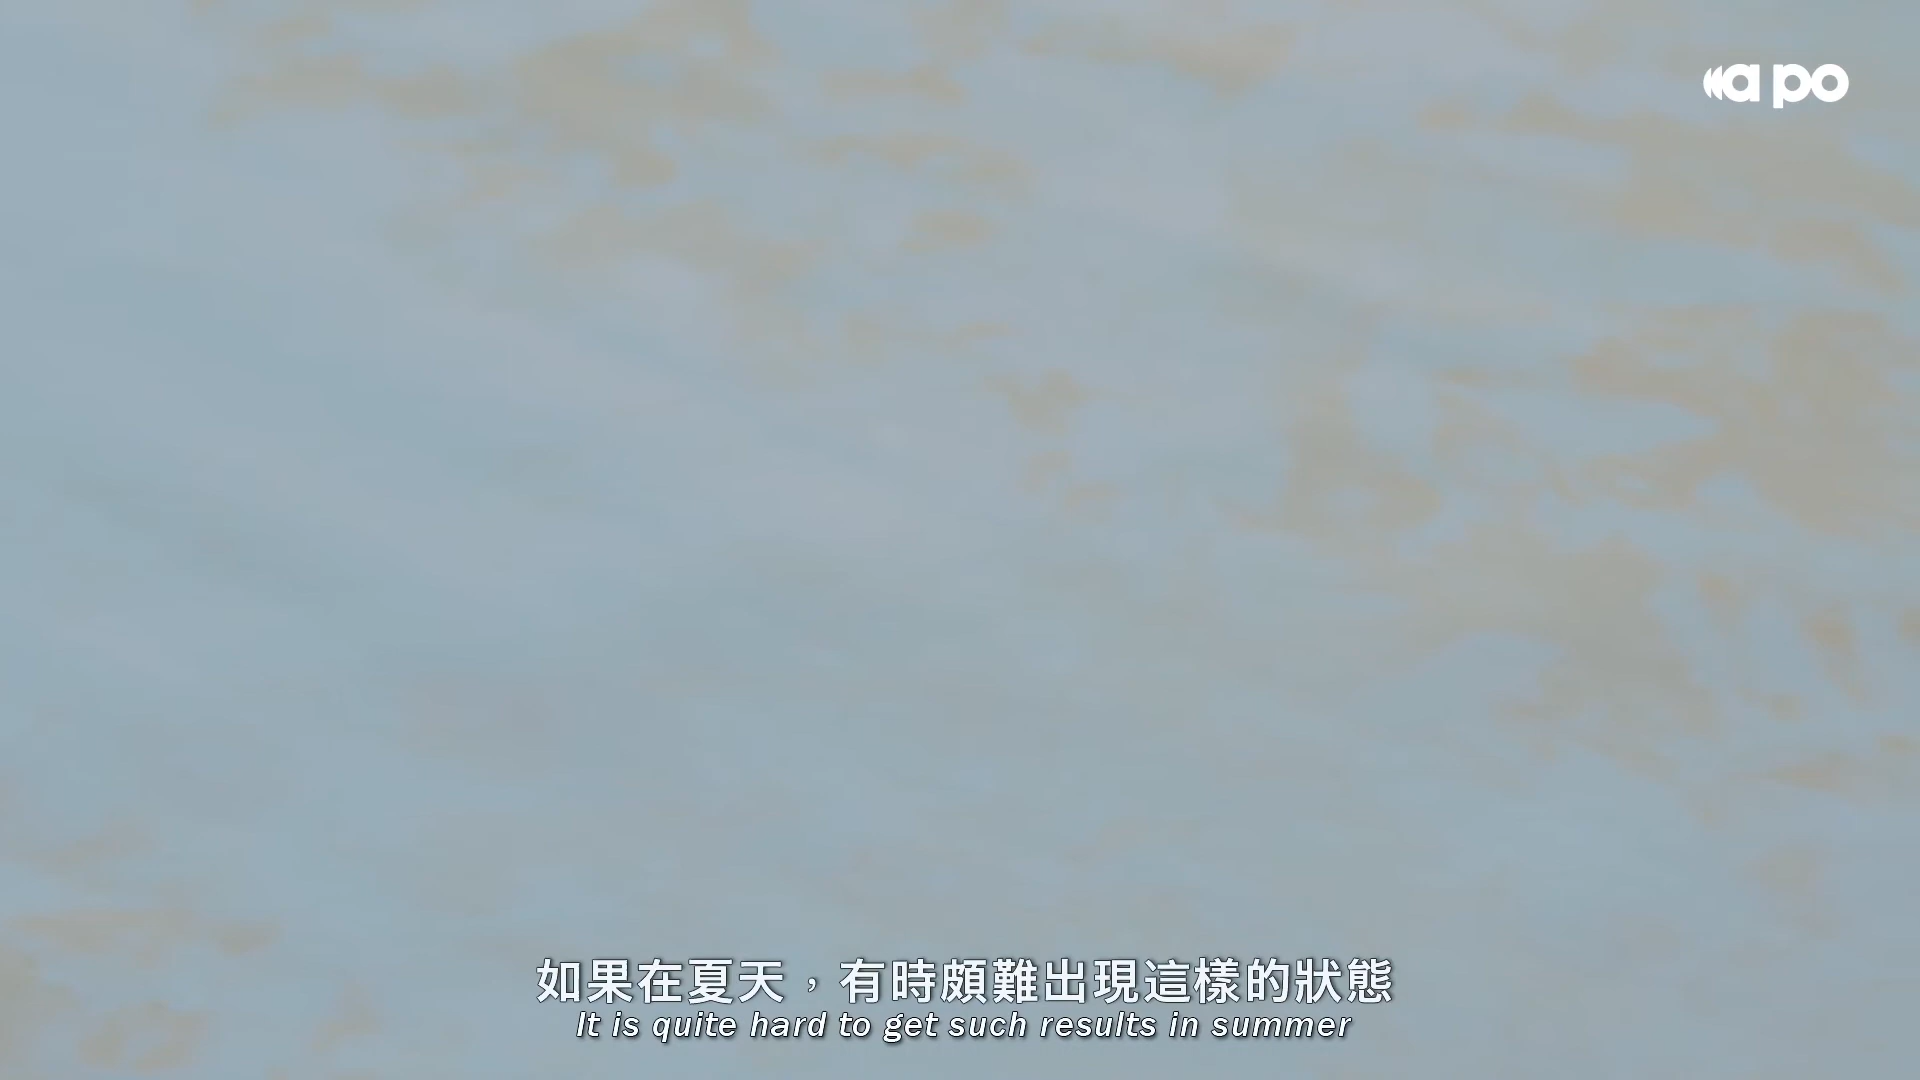 apo
如果在夏天，有時頗難出現這樣的狀態
It is quite hard to get such results in summer